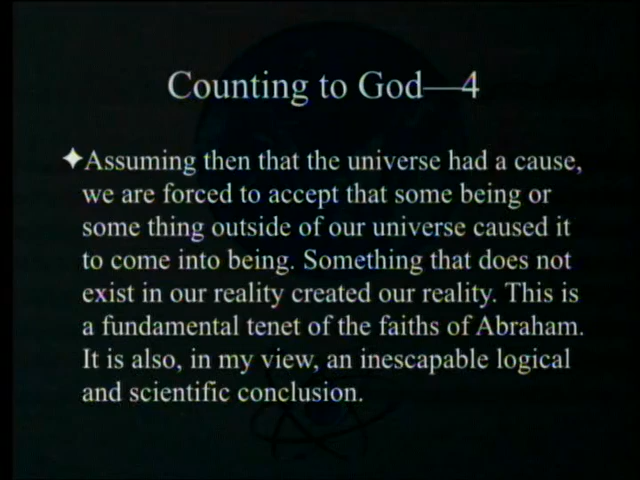 Counting to God—4
✦Assuming then that the universe had a cause,
we are forced to accept that some being or
some thing outside of our universe caused it
to come into being. Something that does not
exist in our reality created our reality. This is
a fundamental tenet of the faiths of Abraham.
It is also, in my view, an inescapable logical
and scientific conclusion.